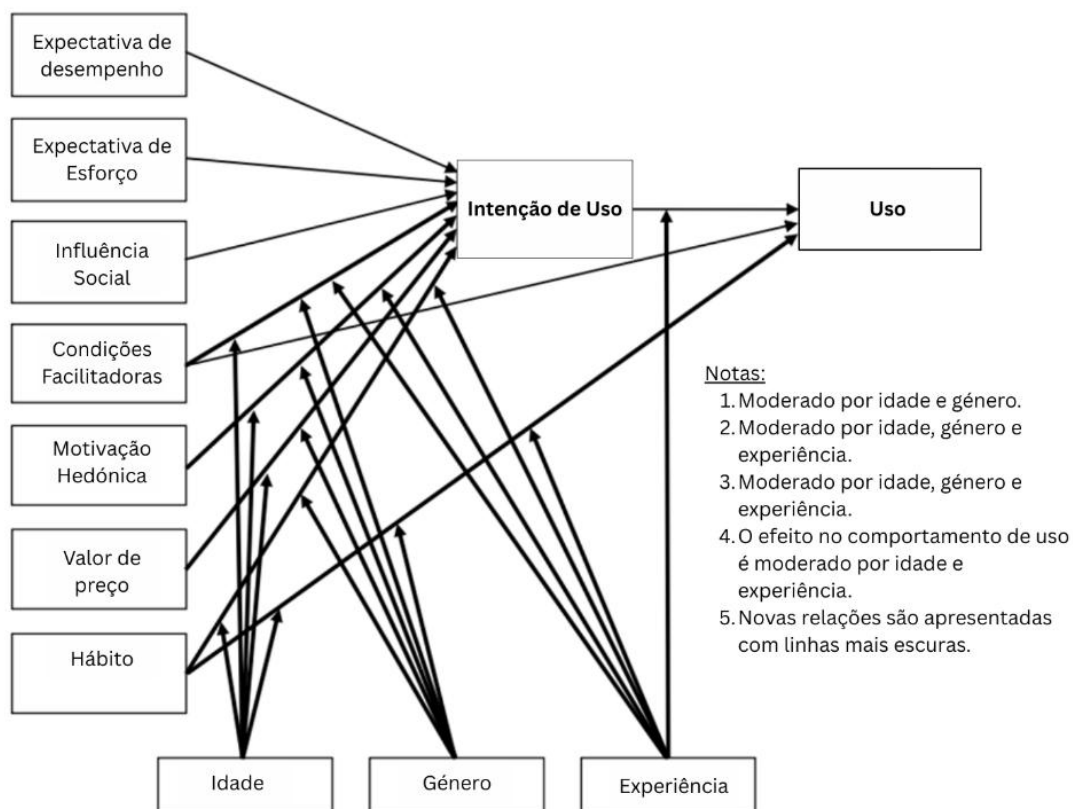 Expectativa de
desempenho
Expectativa de
Esforço
Influência
Social
Condições
Facilitadoras
Motivação
Hedónica
Valor de
preço
Hábito
Intenção de Uso
Uso
Notas:
1. Moderado por idade e género.
2. Moderado por idade, género e
experiência.
3. Moderado por idade, género e
experiência.
4. O efeito no comportamento de uso
é moderado por idade e
experiência.
5. Novas relações são apresentadas
com linhas mais escuras.
Idade
Género
Experiência